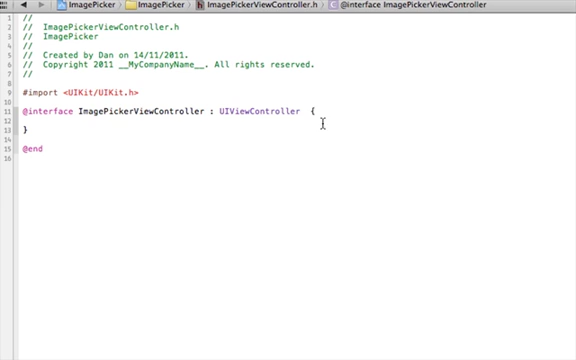 ImagePicker > ImagePicker > ImagePickerViewController.h > @interface ImagePickerViewController
1 //
2 // ImagePickerViewController.h
3 // ImagePicker
4 //
5 // Created by Dan on 14/11/2011.
6 // Copyright 2011 __MyCompanyName__. All rights reserved.
7 //
8
9 #import <UIKit/UIKit.h>
10
11 @interface ImagePickerViewController : UIViewController {
12
13 }
14
15 @end
16